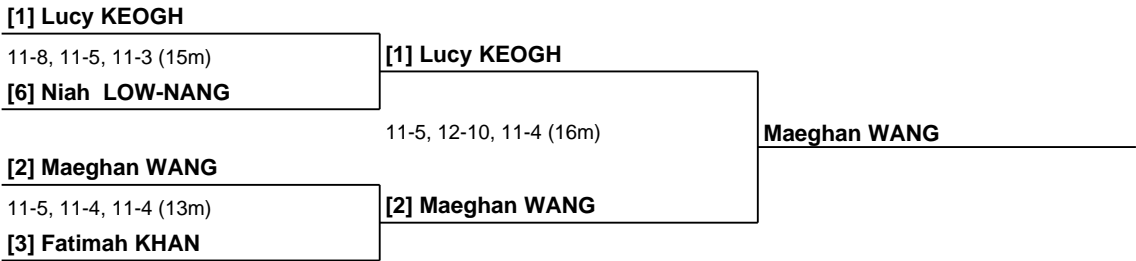 [1] Lucy KEOGH
11-8, 11-5, 11-3 (15m)
[6] Niah  LOW-NANG
[2] Maeghan WANG
11-5, 11-4, 11-4 (13m)
[3] Fatimah KHAN
[1] Lucy KEOGH
11-5, 12-10, 11-4 (16m)
[2] Maeghan WANG
Maeghan WANG